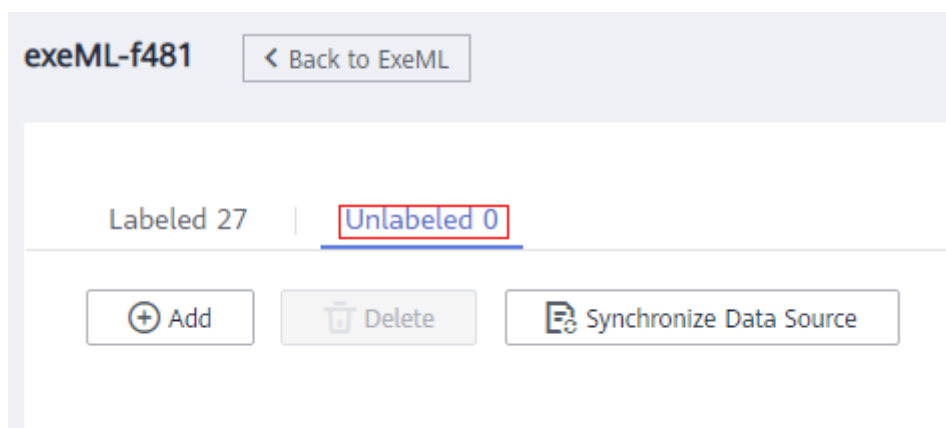 exeML-f481 < Back to ExeML
Labeled 27 | Unlabeled 0
Add Delete Synchronize Data Source